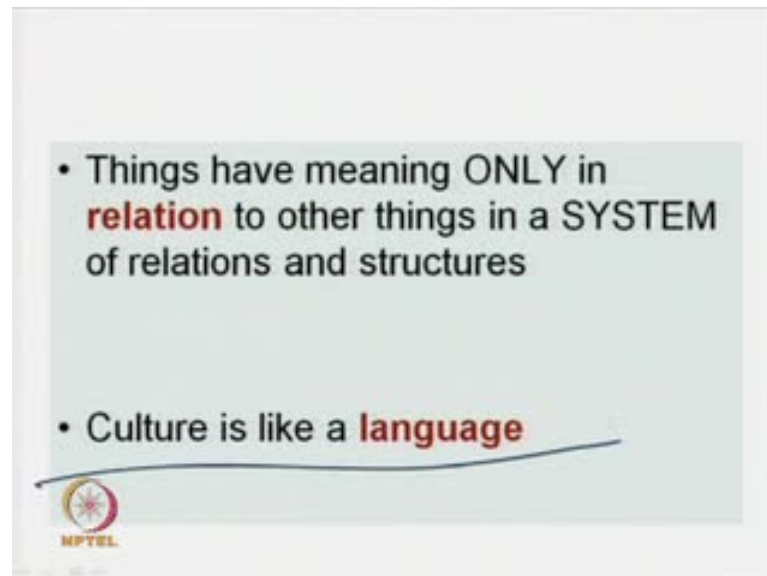 • Things have meaning ONLY in
relation to other things in a SYSTEM
of relations and structures
• Culture is like a language
NPTEL